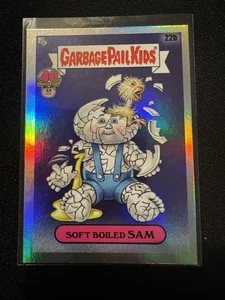 22b
GARBAGE PAIL KIDS
SOFT BOILED SAM